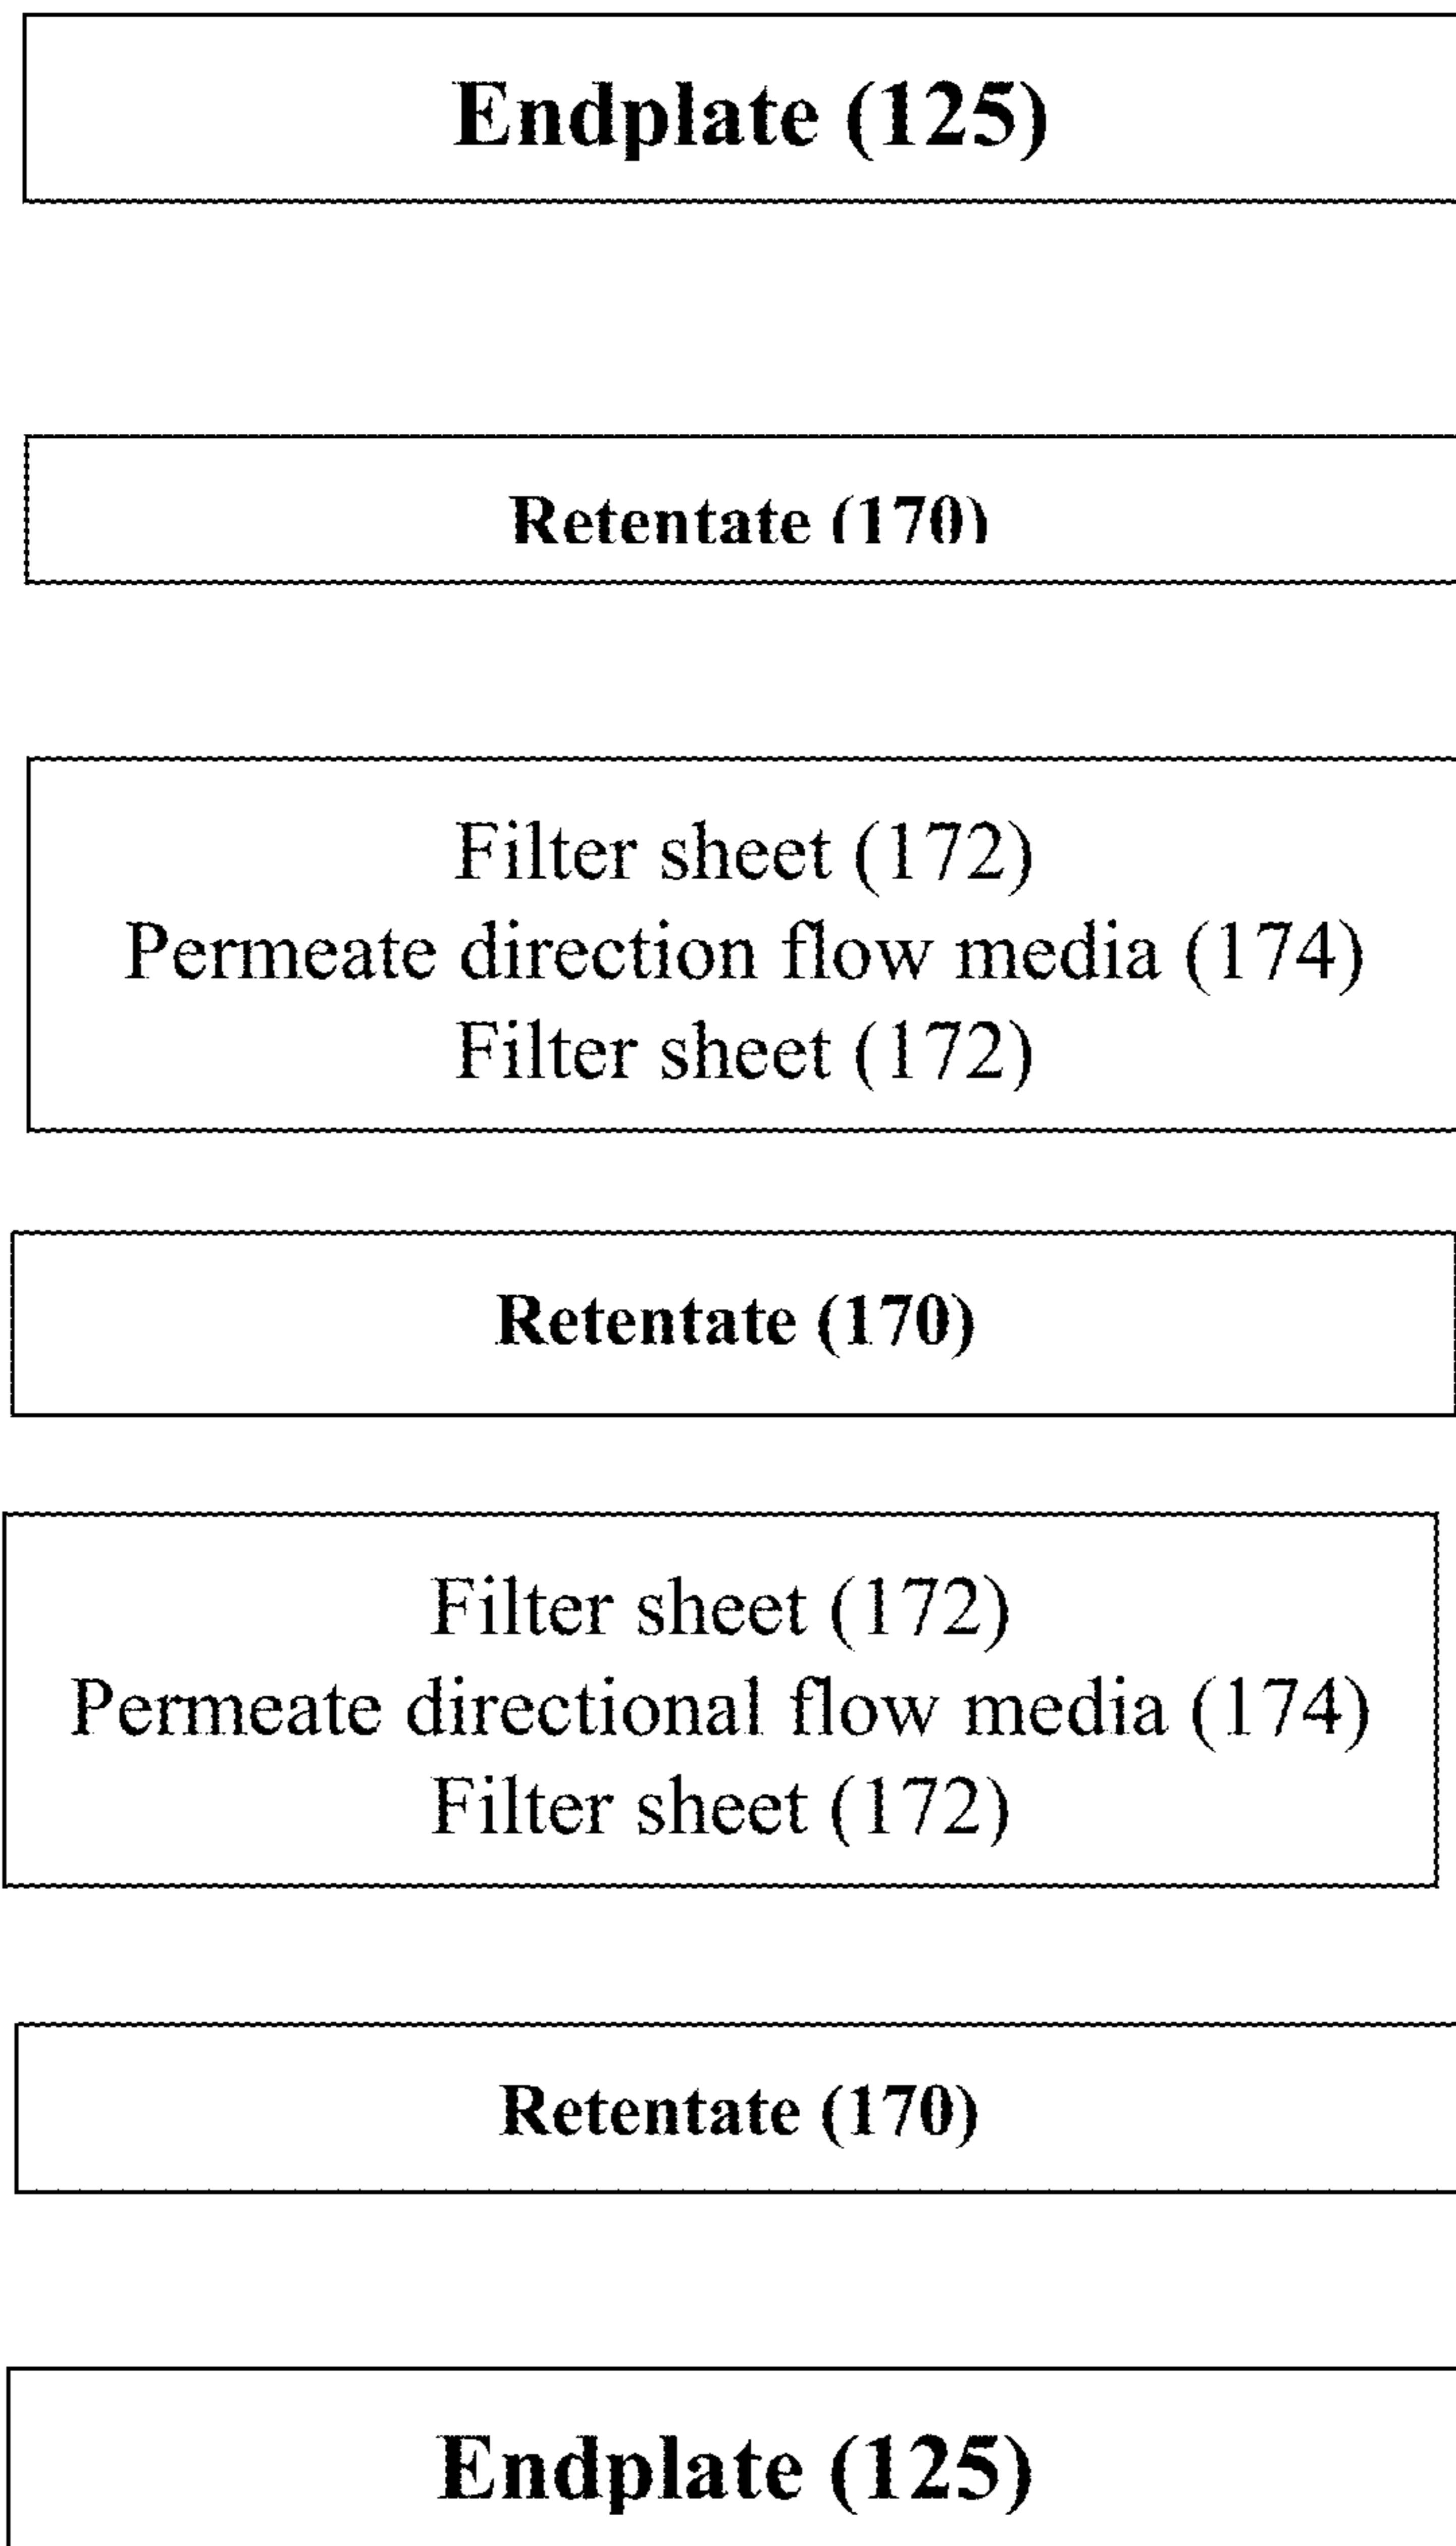 Endplate (125)
Retentate (170)
Filter sheet (172)
Permeate direction flow media (174)
Filter sheet (172)
Retentate (170)
Filter sheet (172)
Permeate directional flow media (174)
Filter sheet (172)
Retentate (170)
Endplate (125)